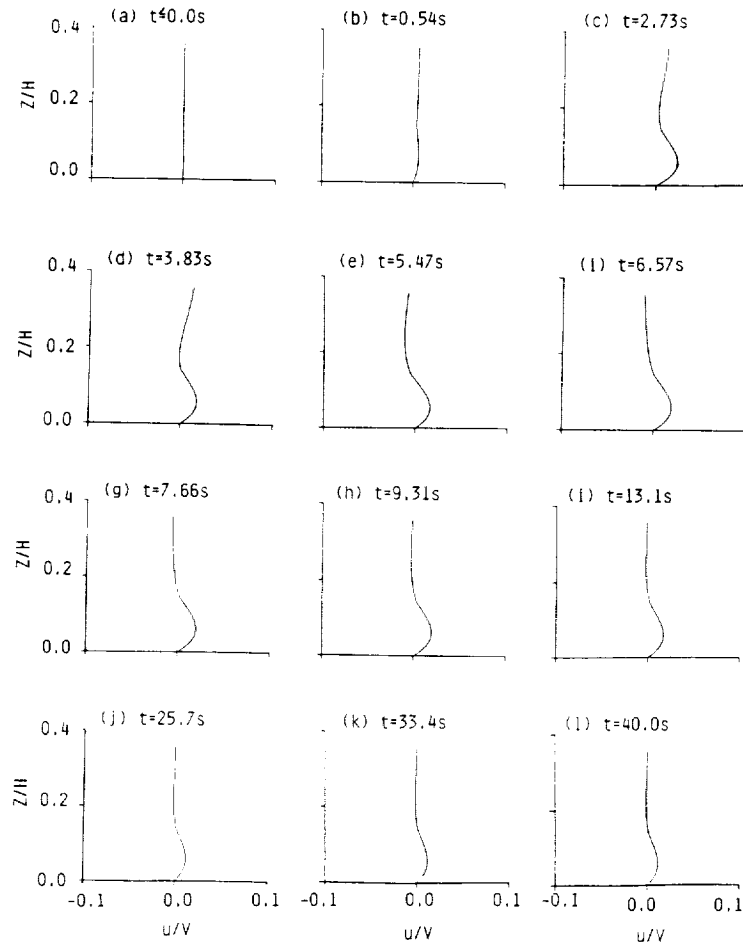 (a) t≤0.0s
(b) t=0.54s
(c) t=2.73s
0.4
0.2
0.0
Z/H
(d) t=3.83s
(e) t=5.47s
(i) t=6.57s
0.4
0.2
0.0
Z/H
(g) t=7.66s
(h) t=9.31s
(i) t=13.1s
0.4
0.2
0.0
Z/H
(j) t=25.7s
(k) t=33.4s
(l) t=40.0s
0.4
0.2
0.0
Z/H
-0.1 0.0 0.1
-0.1 0.0 0.1
-0.1 0.0 0.1
u/V
u/V
u/V